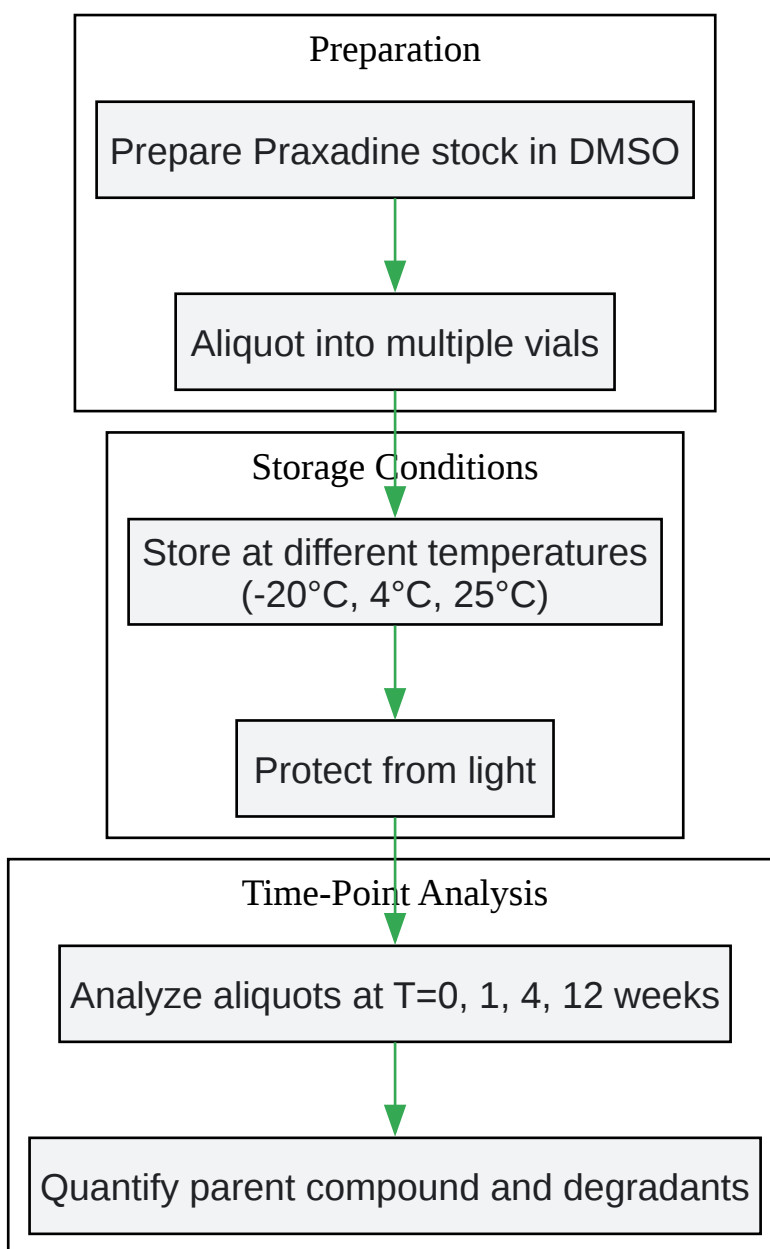 Preparation
Prepare Praxadine stock in DMSO
Aliquot into multiple vials
Storage Conditions
Store at different temperatures
(-20°C, 4°C, 25°C)
Protect from light
Time-Point Analysis
Analyze aliquots at T=0, 1, 4, 12 weeks
Quantify parent compound and degradants